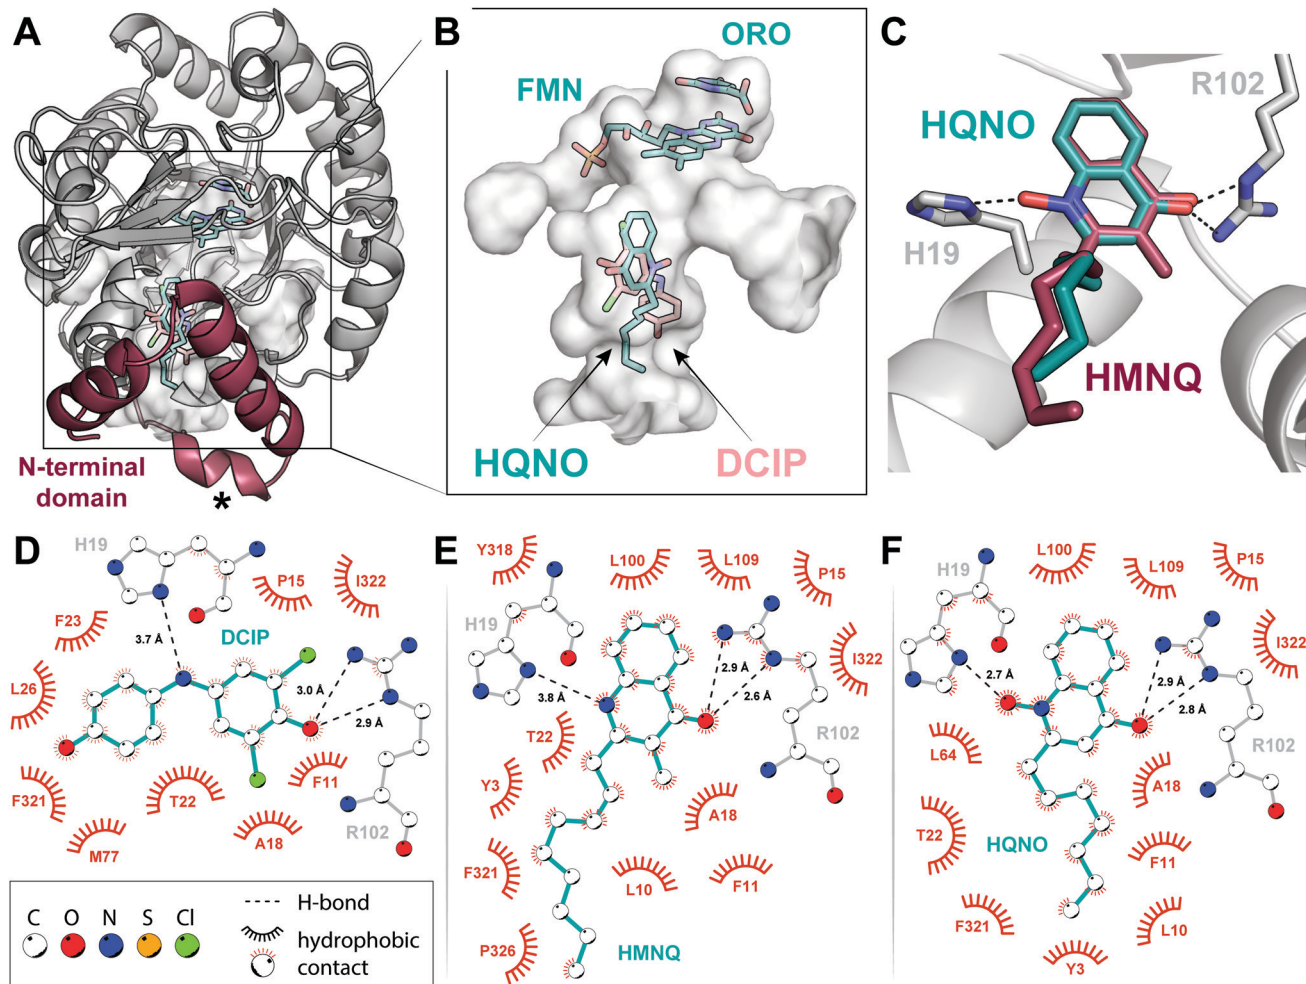 A
N-terminal
domain
*
B
ORO
FMN
HQNO
DCIP
C
R102
HQNO
H19
HMNQ
D
H19
P15
I322
F23
DCIP
3.7 Å
3.0 Å
L26
2.9 Å
F321
T22
F11
M77
A18
R102
E
Y318
L100
L109
P15
H19
2.9 Å
I322
3.8 Å
2.6 Å
T22
R102
Y3
A18
F321
L10
F11
P326
HMNQ
F
L100
L109
P15
H19
I322
2.7 Å
2.9 Å
2.8 Å
L64
R102
A18
T22
HQNO
F11
F321
L10
Y3
C O N S Cl
H-bond
hydrophobic
contact